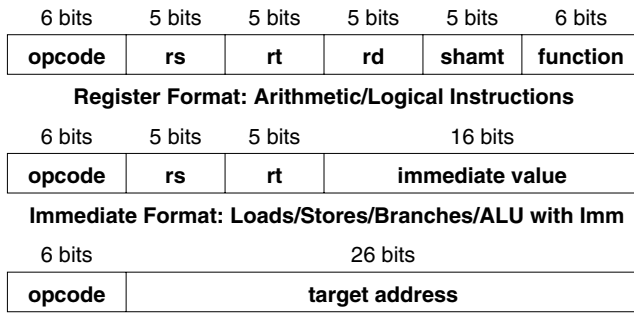 6 bits 5 bits 5 bits 5 bits 5 bits 6 bits
opcode rs rt rd shamt function
Register Format: Arithmetic/Logical Instructions
6 bits 5 bits 5 bits 16 bits
opcode rs rt immediate value
Immediate Format: Loads/Stores/Branches/ALU with Imm
6 bits 26 bits
opcode target address